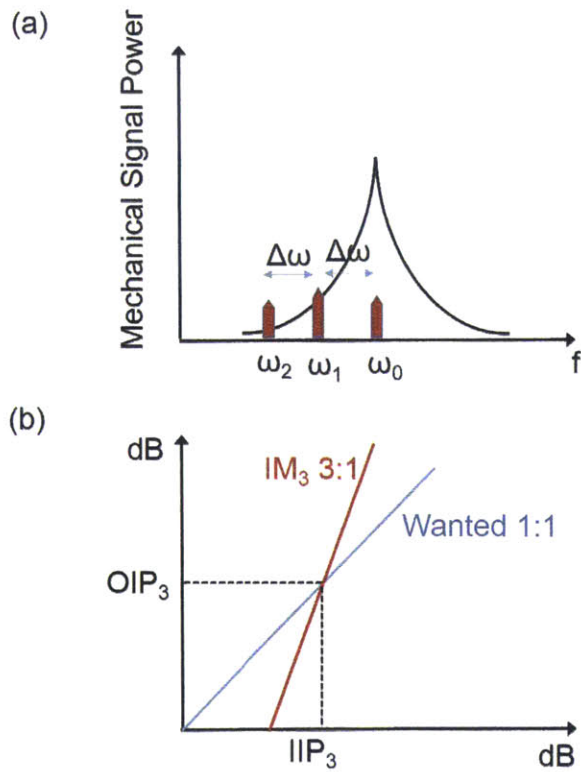 (a)
Mechanical Signal Power
Δω Δω
ω₂ ω₁ ω₀ f
(b)
dB
IM₃ 3:1
Wanted 1:1
OIP₃
IIP₃
dB